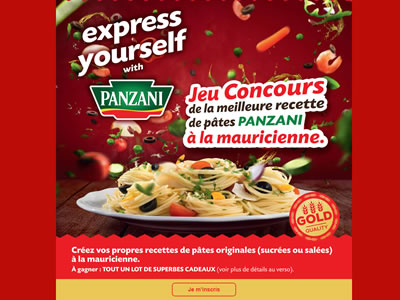 express
yourself
with
PANZANI
Jeu Concours
de la meilleure recette
de pâtes PANZANI
à la mauricienne.
GOLD
QUALITY
Créez vos propres recettes de pâtes originales (sucrées ou salées)
à la mauricienne.
À gagner : TOUT UN LOT DE SUPERBES CADEAUX (voir plus de détails au verso).
Je m'inscris